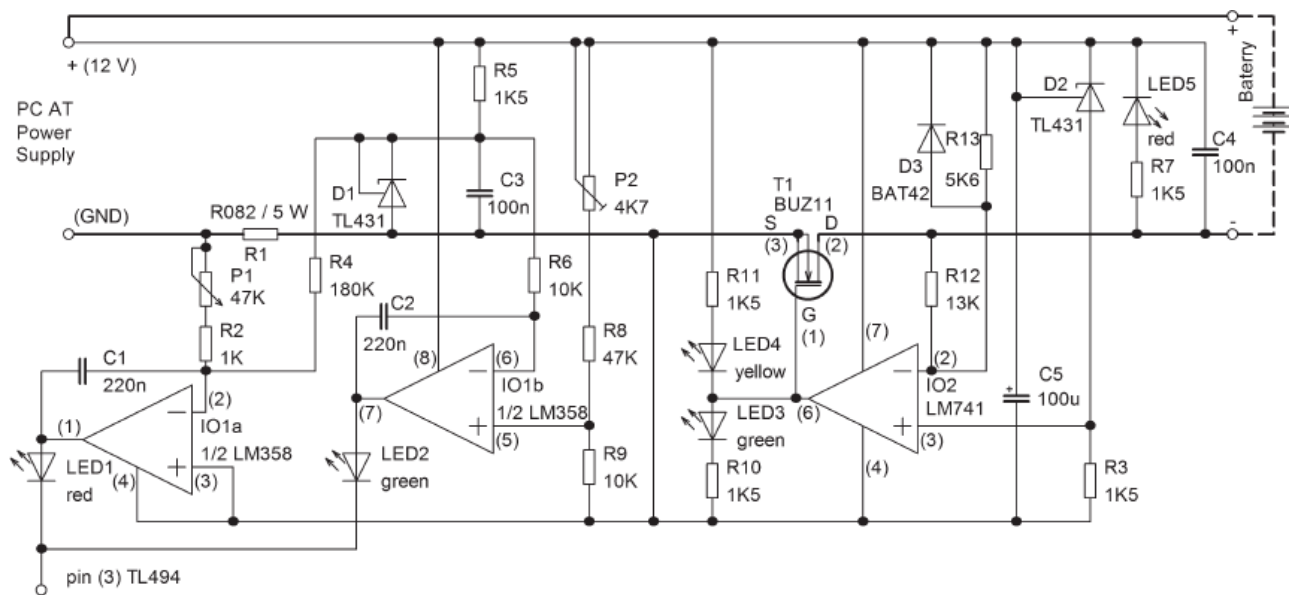 + (12 V)
PC AT
Power
Supply
(GND)
R082 / 5 W
R1
P1
47K
R2
1K
C1
220n
(1)
(2)
IO1a
1/2 LM358
(3)
(4)
LED1
red
pin (3) TL494
R4
180K
D1
TL431
R5
1K5
C3
100n
R6
10K
C2
220n
(8)
(6)
IO1b
(7)
1/2 LM358
(5)
LED2
green
P2
4K7
R8
47K
R9
10K
R11
1K5
LED4
yellow
LED3
green
R10
1K5
T1
BUZ11
S
D
(3)
(2)
G
(1)
(6)
(7)
(2)
IO2
LM741
(3)
(4)
D3
BAT42
R13
5K6
R12
13K
+
C5
100u
D2
TL431
R3
1K5
LED5
red
R7
1K5
C4
100n
+
Baterry
-